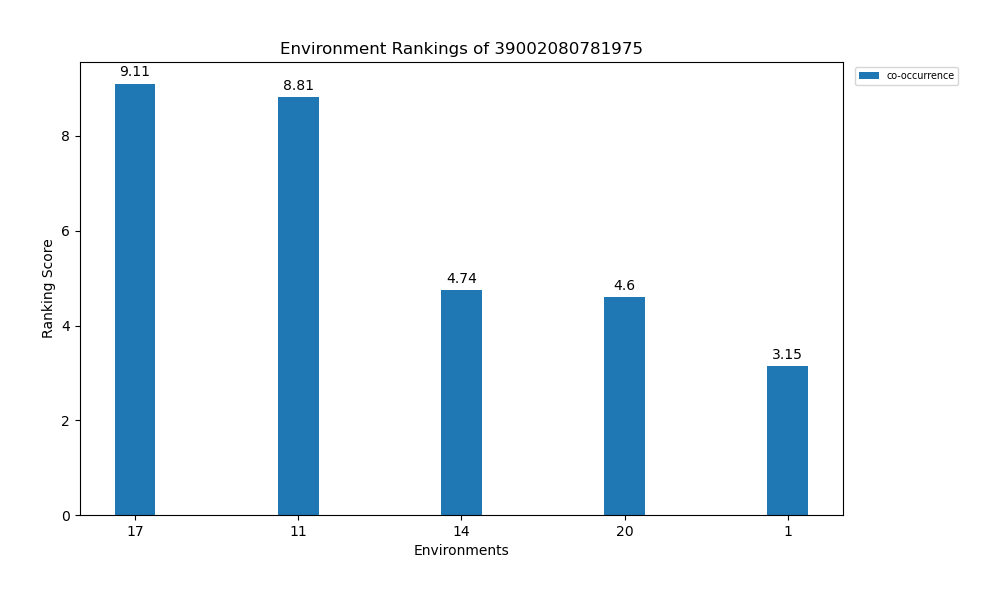 Environment Rankings of 39002080781975
9.11
8.81
4.74
4.6
3.15
co-occurrence
8
6
4
2
0
Ranking Score
17 11 14 20 1
Environments